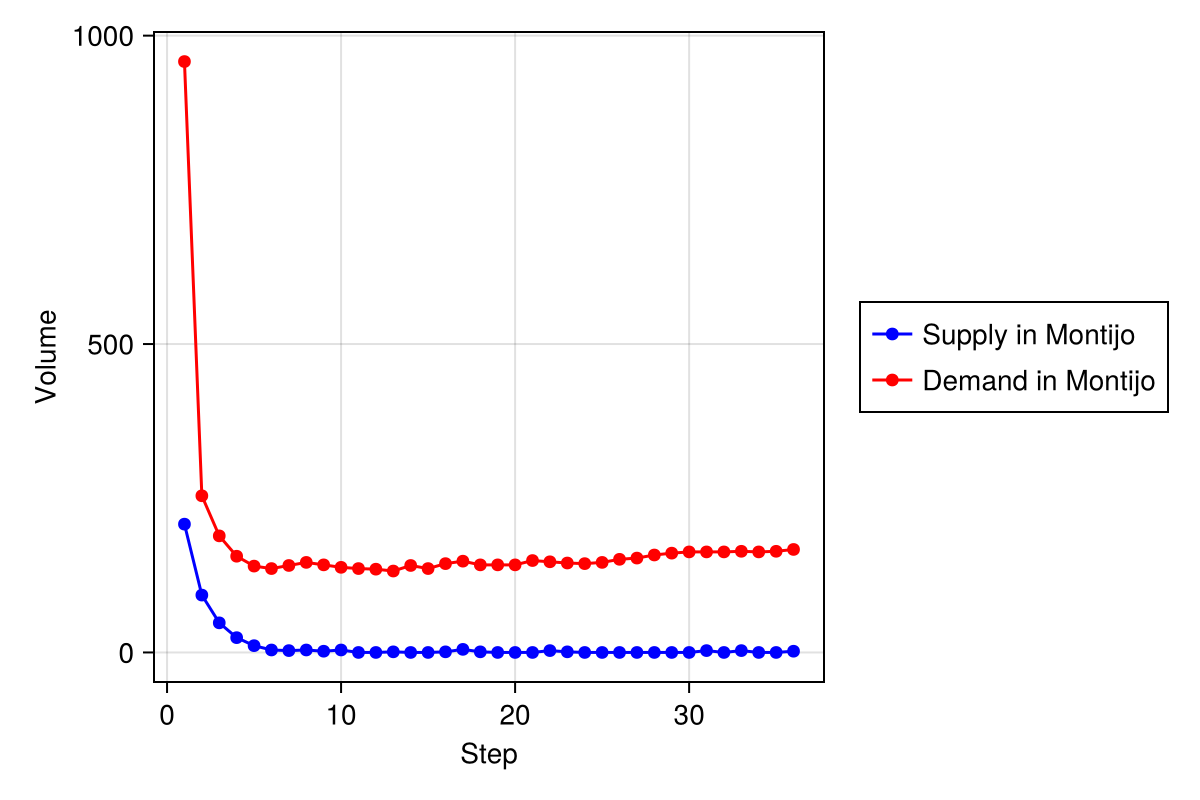 1000
500
0
Volume
0 10 20 30
Step
Supply in Montijo
Demand in Montijo